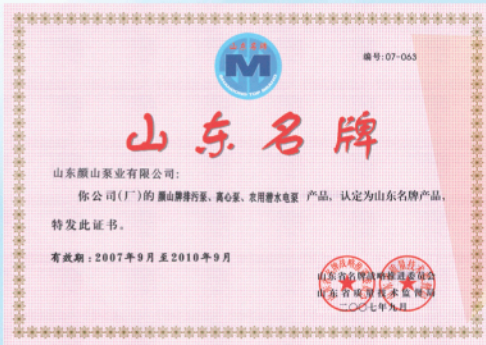 山东名牌
编号:07-063
山东名牌
山东颜山泵业有限公司:
你公司(厂)的 颜山牌排污泵、离心泵、农用潜水电泵 产品，认定为山东名牌产品，
特发此证书。
有效期:2007年9月至2010年9月
山东省名牌战略推进委员会
山东省质量技术监督局
二〇〇七年九月